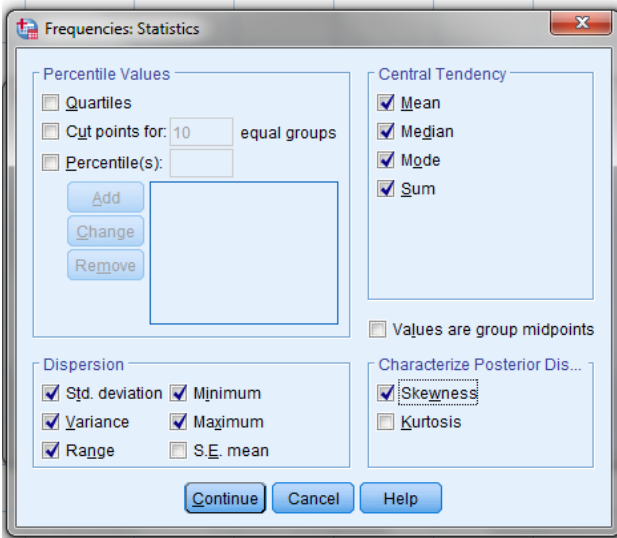 Frequencies: Statistics
Percentile Values
Quartiles
Cut points for: 10 equal groups
Percentile(s):
Add
Change
Remove
Central Tendency
Mean
Median
Mode
Sum
Values are group midpoints
Dispersion
Std. deviation Minimum
Variance Maximum
Range S.E. mean
Characterize Posterior Dis...
Skewness
Kurtosis
Continue Cancel Help